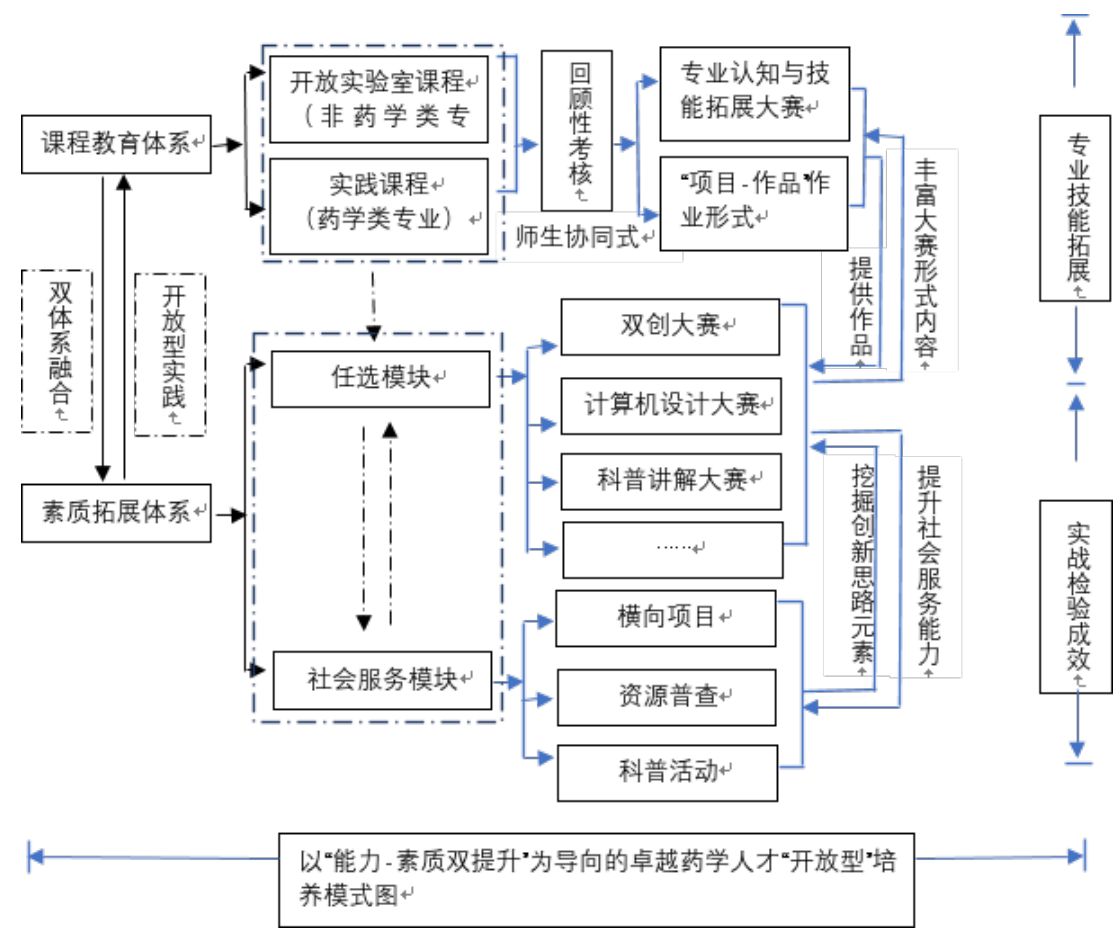 开放实验室课程
（非药学类专
实践课程
（药学类专业）
课程教育体系
回顾性考核
师生协同式
专业认知与技
能拓展大赛
“项目-作品”作
业形式
提供作品
丰富大赛形式内容
专业技能拓展
双体系融合
开放型实践
素质拓展体系
任选模块
社会服务模块
双创大赛
计算机设计大赛
科普讲解大赛
……
横向项目
资源普查
科普活动
挖掘创新思路元素
提升社会服务能力
实战检验成效
以“能力-素质双提升”为导向的卓越药学人才“开放型”培
养模式图